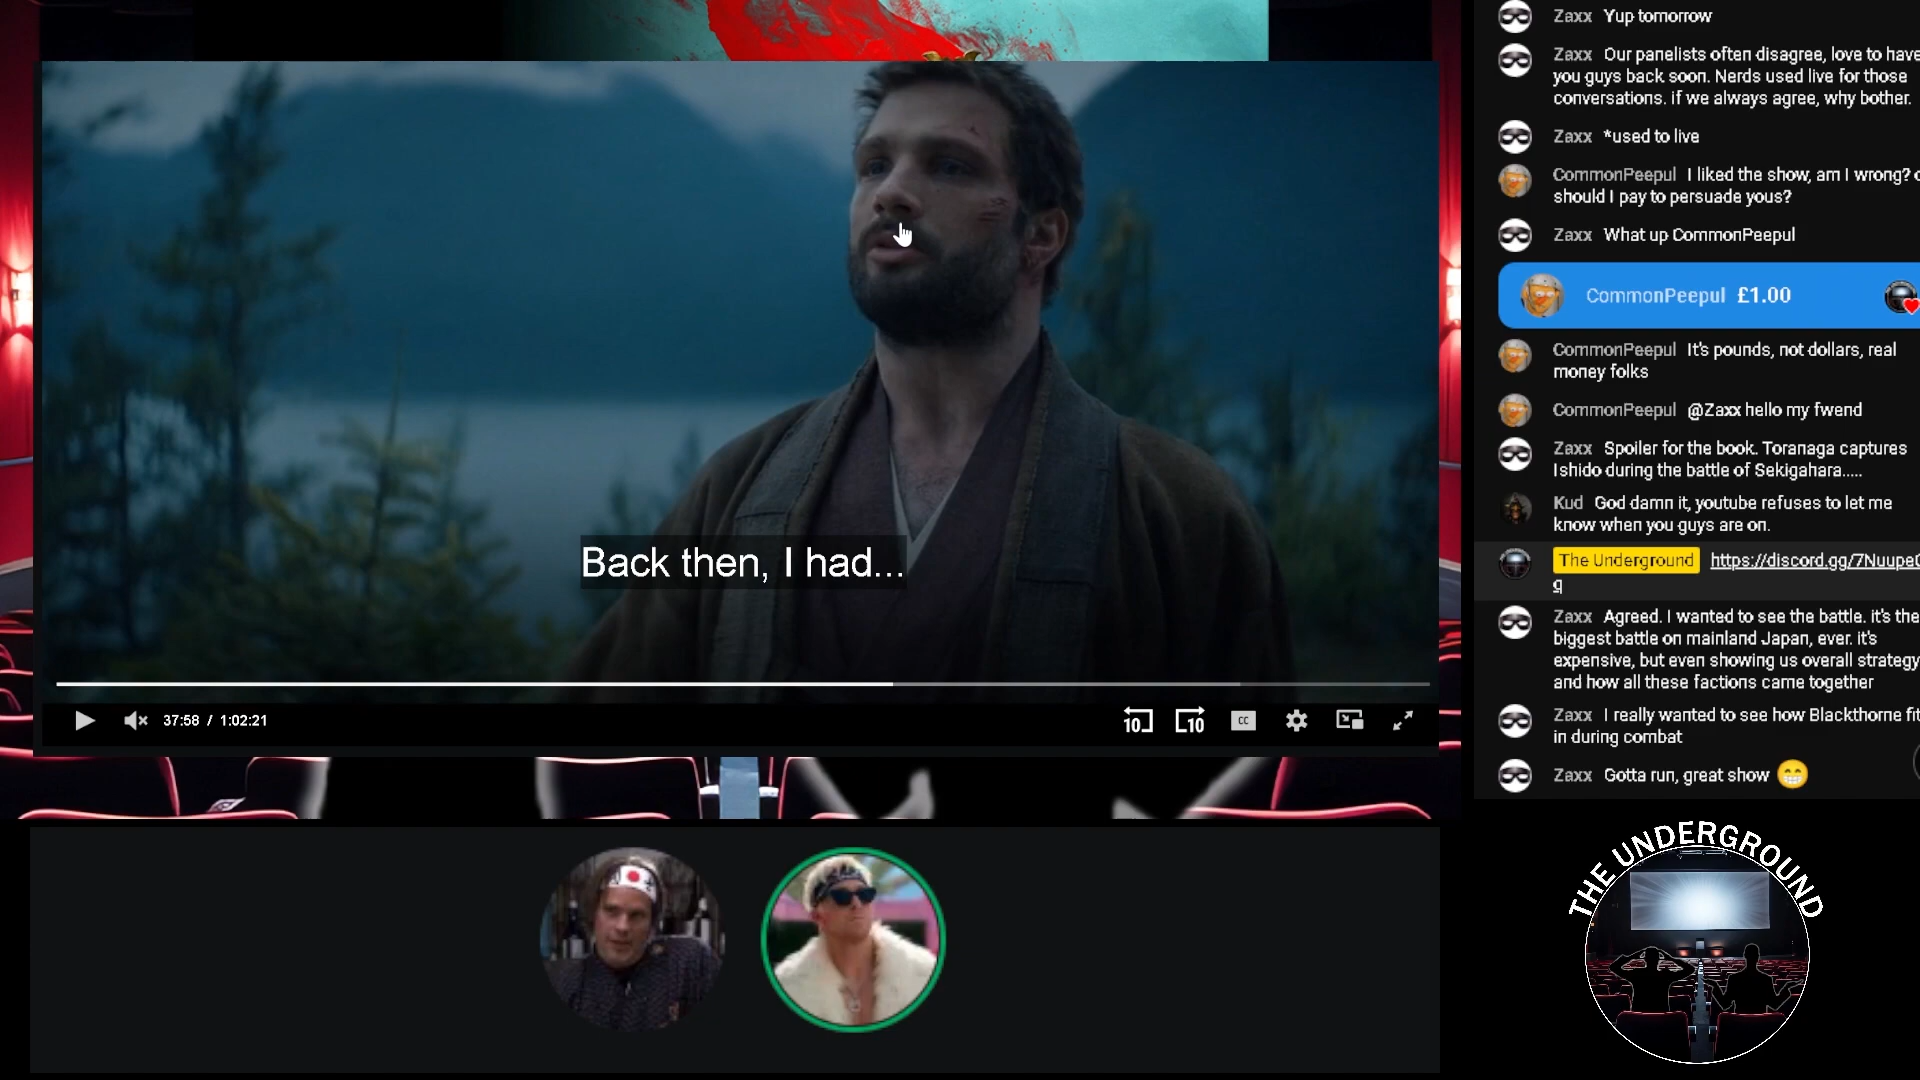 Zaxx Yup tomorrow
Zaxx Our panelists often disagree, love to have
you guys back soon. Nerds used live for those
conversations. if we always agree, why bother.
Zaxx *used to live
CommonPeepul I liked the show, am I wrong?
should I pay to persuade yous?
Zaxx What up CommonPeepul
CommonPeepul £1.00
CommonPeepul It's pounds, not dollars, real
money folks
CommonPeepul @Zaxx hello my fwend
Zaxx Spoiler for the book. Toranaga captures
Ishido during the battle of Sekigahara.....
Kud God damn it, youtube refuses to let me
know when you guys are on.
The Underground
g
Zaxx Agreed. I wanted to see the battle. it's the
biggest battle on mainland Japan, ever. it's
expensive, but even showing us overall strategy
and how all these factions came together
Zaxx I really wanted to see how Blackthorne fit
in during combat
Zaxx Gotta run, great show
Back then, I had...
37:58 / 1:02:21
10
10
CC
THE UNDERGROUND